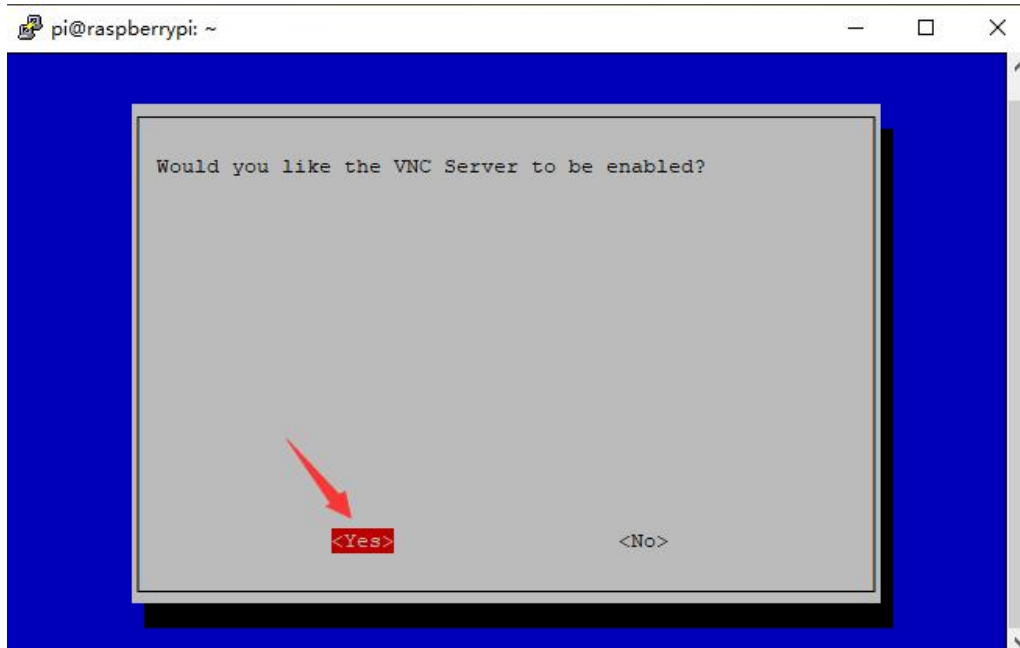 pi@raspberrypi: ~
Would you like the VNC Server to be enabled?
<Yes> <No>